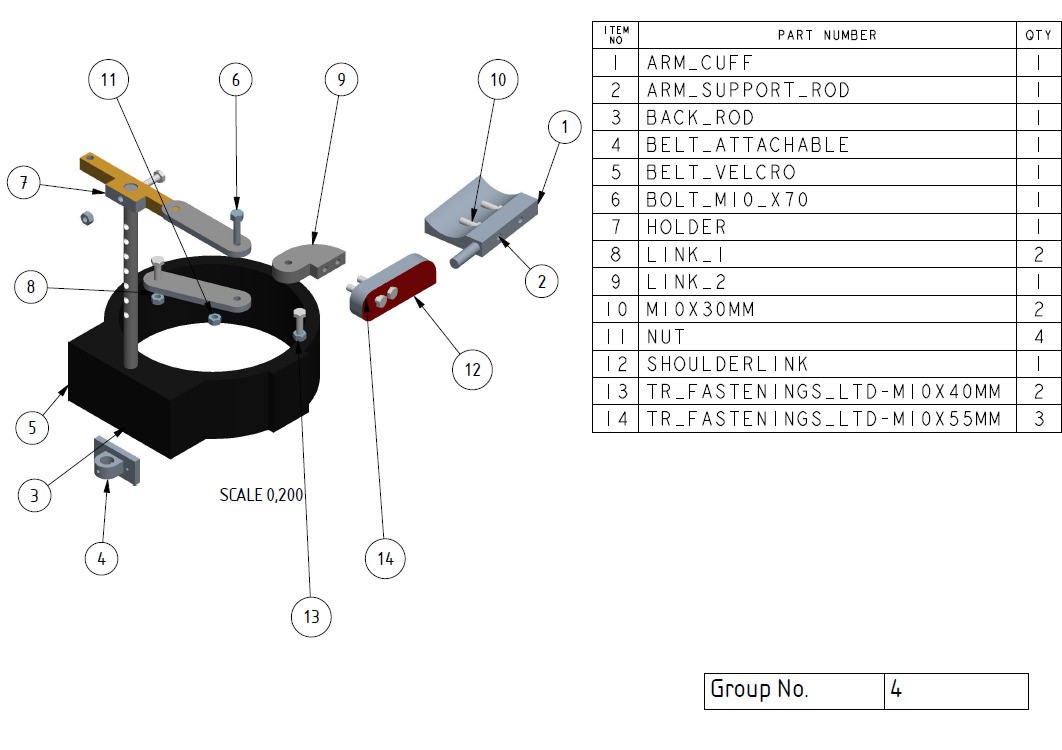 11
6
9
10
1
7
8
2
12
5
3
4
SCALE 0,200
14
13
ITEM NO PART NUMBER QTY
1 ARM_CUFF 1
2 ARM_SUPPORT_ROD 1
3 BACK_ROD 1
4 BELT_ATTACHABLE 1
5 BELT_VELCRO 1
6 BOLT_M10_X70 1
7 HOLDER 1
8 LINK_1 2
9 LINK_2 1
10 M10X30MM 2
11 NUT 4
12 SHOULDERLINK 1
13 TR_FASTENINGS_LTD-M10X40MM 2
14 TR_FASTENINGS_LTD-M10X55MM 3
Group No. 4